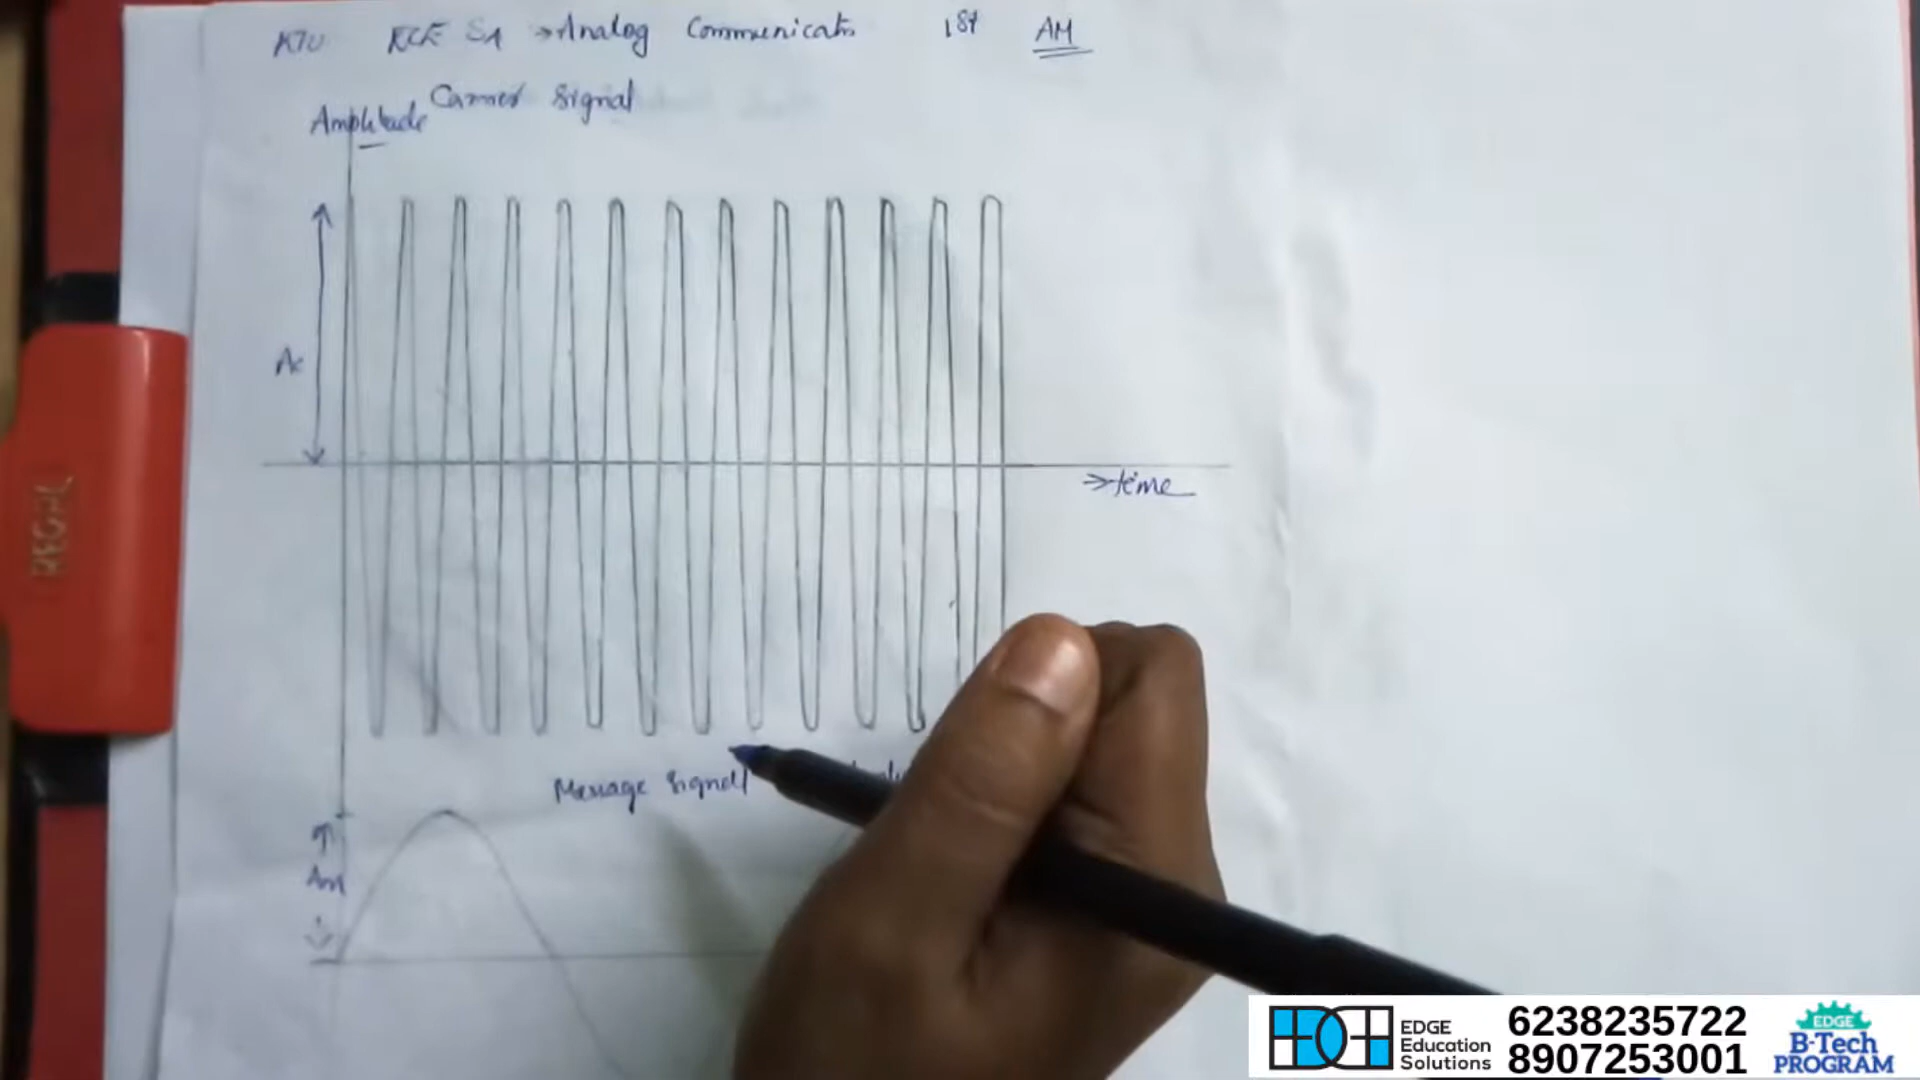 KTU ECE S4 → Analog Communicatn 1st AM
Carrier Signal
Amplitude
Ac
→ time
Message Signal
Am
REGAL
EDGE
Education
Solutions
6238235722
8907253001
EDGE
B-Tech
PROGRAM